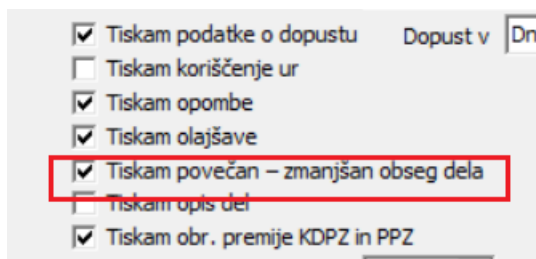 Tiskam podatke o dopustu Dopust v Dn
Tiskam koriščenje ur
Tiskam opombe
Tiskam olajšave
Tiskam povečan – zmanjšan obseg dela
Tiskam opis del
Tiskam obr. premije KDPZ in PPZ